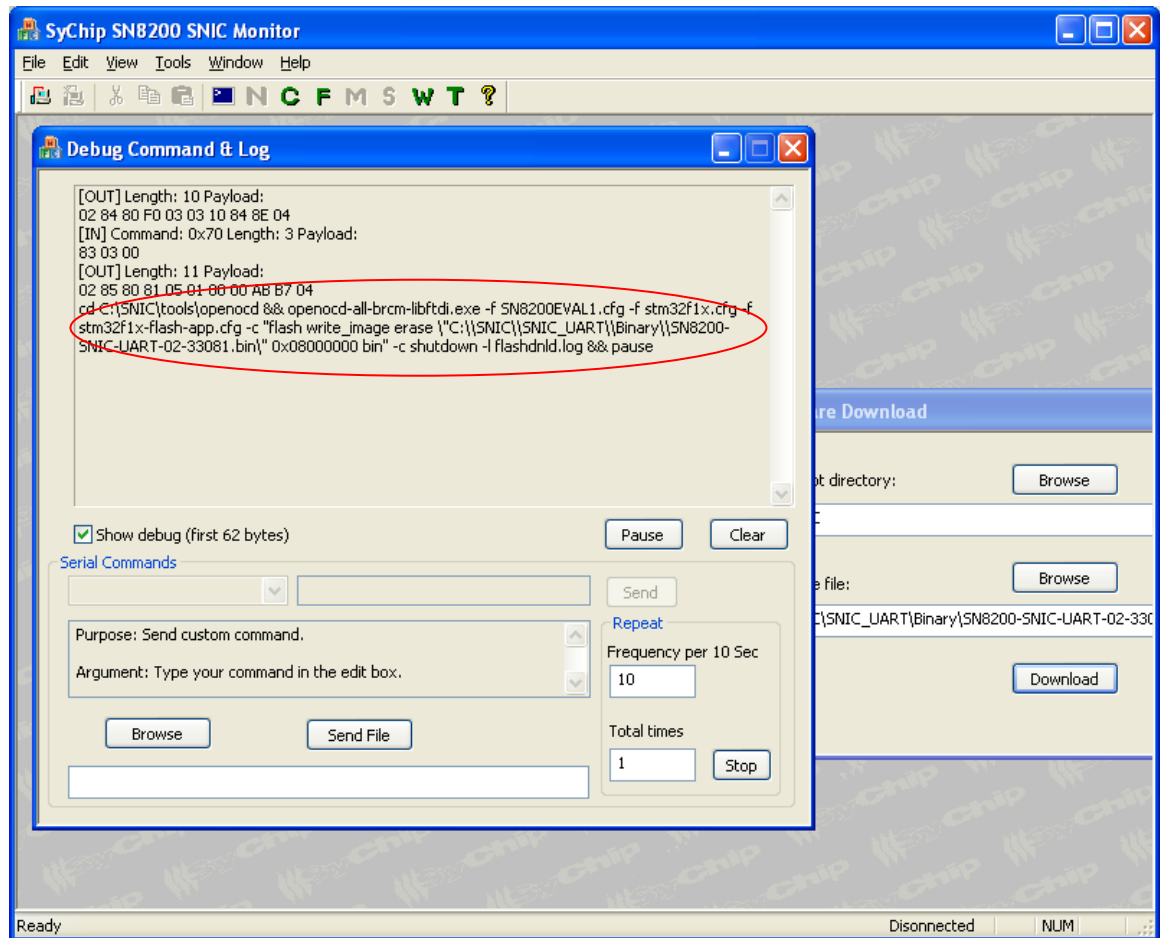 SyChip SN8200 SNIC Monitor
File Edit View Tools Window Help
N C F M S W T ?
Debug Command & Log
[OUT] Length: 10 Payload:
02 84 80 F0 03 03 10 84 8E 04
[IN] Command: 0x70 Length: 3 Payload:
83 03 00
[OUT] Length: 11 Payload:
02 85 80 81 05 01 00 00 AB B7 04
cd C:\SNIC\tools\openocd && openocd-all-brcm-libftdi.exe -f SN8200EVAL1.cfg -f stm32f1x.cfg -f
stm32f1x-flash-app.cfg -c "flash write_image erase \"C:\\SNIC\\SNIC_UART\\Binary\\SN8200-
SNIC-UART-02-33081.bin\" 0x08000000 bin" -c shutdown -l flashdnld.log && pause
Show debug (first 62 bytes)
Pause
Clear
Serial Commands
Send
Purpose: Send custom command.
Argument: Type your command in the edit box.
Browse
Send File
Repeat
Frequency per 10 Sec
10
Total times
1
Stop
re Download
ot directory:
Browse
e file:
Browse
C\SNIC_UART\Binary\SN8200-SNIC-UART-02-330
Download
Ready
Disonnected
NUM